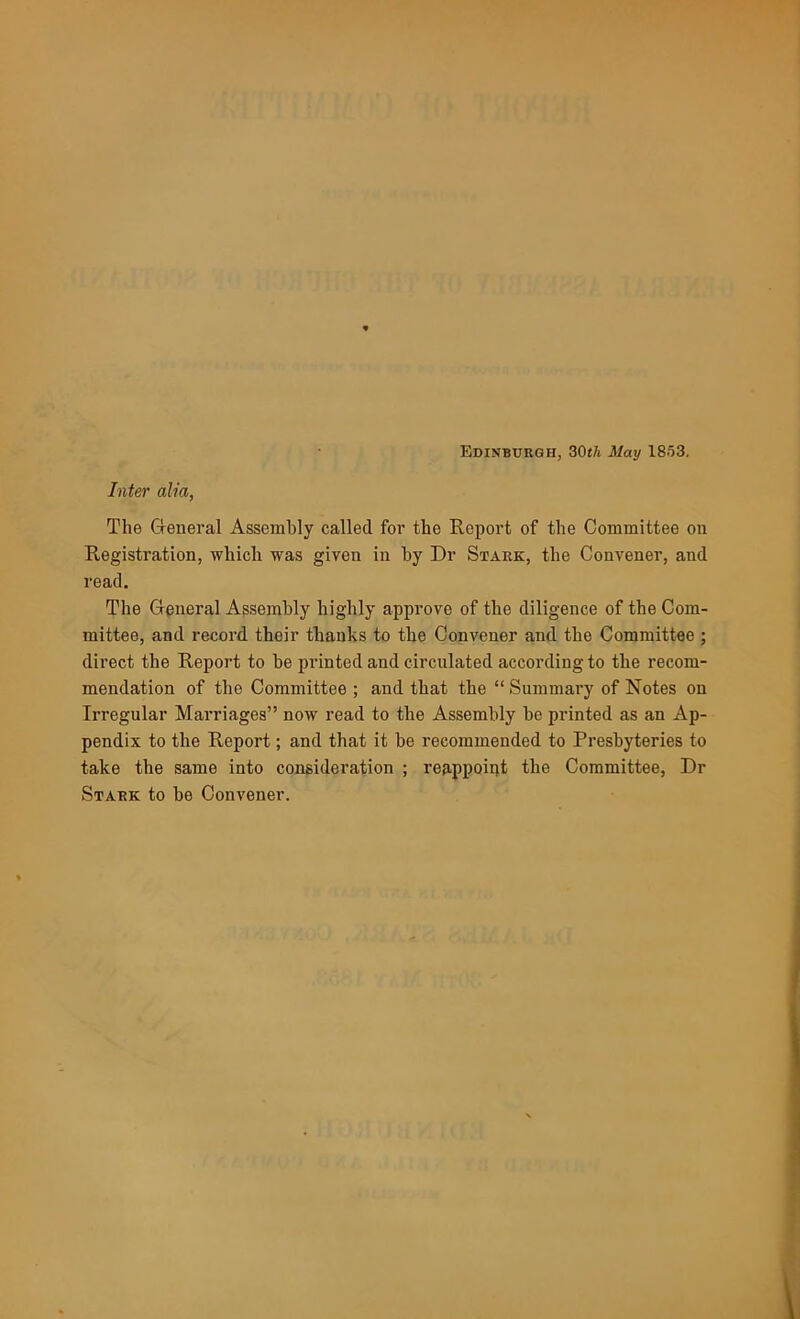 Edinburgh, 30th May 1853.
Inter alia,
The General Assembly called for the Report of the Committee on
Registration, which was given in by Dr Stark, the Convener, and
read.
The General Assembly highly approve of the diligence of the Com-
mittee, and record their thanks to the Convener and the Committee ;
direct the Report to be printed and circulated according to the recom-
mendation of the Committee ; and that the “ Summary of Notes on
Irregular Marriages” now read to the Assembly be printed as an Ap-
pendix to the Report ; and that it be recommended to Presbyteries to
take the same into consideration ; reappoint the Committee, Dr
Stark to be Convener.